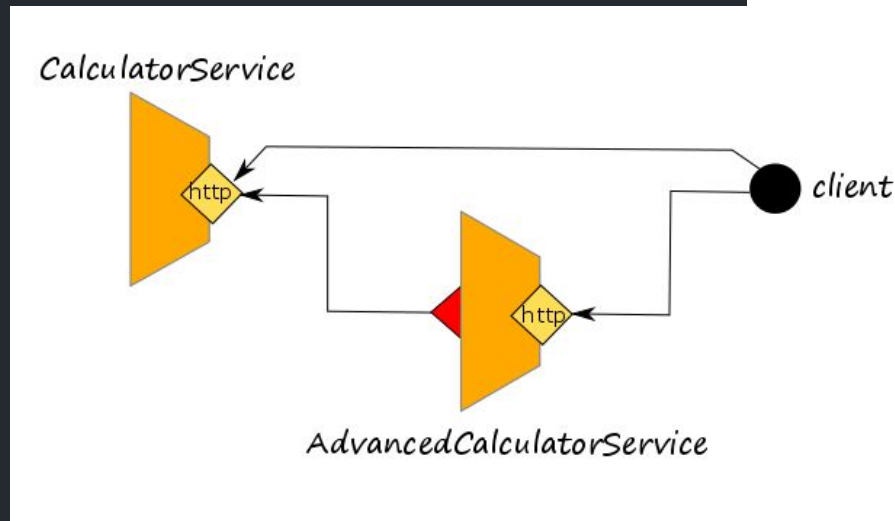 CalculatorService
http
client
http
AdvancedCalculatorService